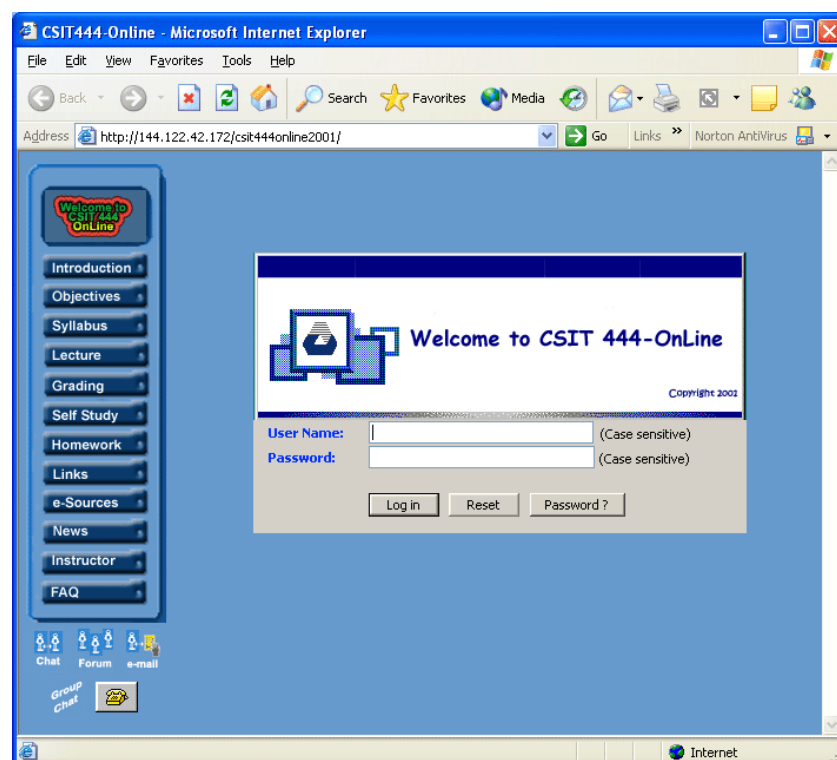 CSIT444-Online - Microsoft Internet Explorer
File Edit View Favorites Tools Help
Back Search Favorites Media
Address http://144.122.42.172/csit444online2001/ Go Links » Norton AntiVirus
Welcome to
CSIT 444
OnLine
Introduction
Objectives
Syllabus
Lecture
Grading
Self Study
Homework
Links
e-Sources
News
Instructor
FAQ
Chat Forum e-mail
Group
Chat
Welcome to CSIT 444-OnLine
Copyright 2002
User Name: (Case sensitive)
Password: (Case sensitive)
Log in Reset Password ?
Internet